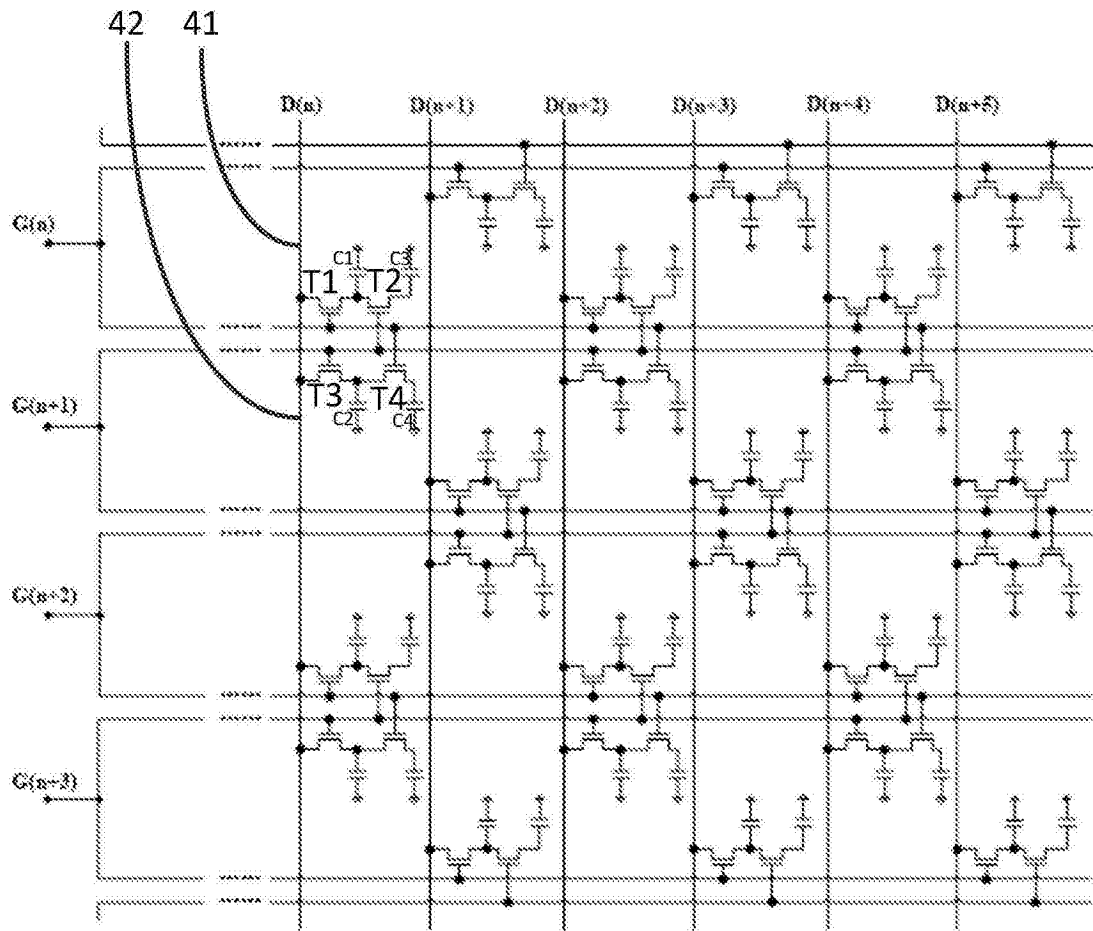 42 41
D(n) D(n+1) D(n+2) D(n+3) D(n+4) D(n+5)
G(n)
C1 C3
T1 T2
G(n+1)
T3 T4
C2 C4
G(n+2)
G(n+3)